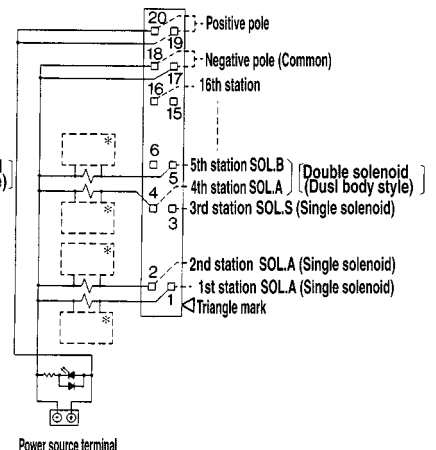 20
Positive pole
19
18
Negative pole (Common)
17
16th station
16
15
6
*
5th station SOL.B
Double solenoid
5
(Dusl body style)
4
4th station SOL.A
*
3rd station SOL.S (Single solenoid)
3
*
2nd station SOL.A (Single solenoid)
2
1st station SOL.A (Single solenoid)
1
Triangle mark
*
Power source terminal